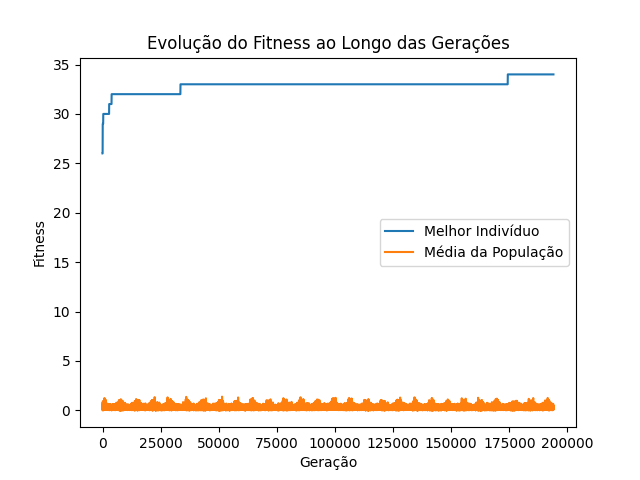 Evolução do Fitness ao Longo das Gerações
35
30
25
20
15
10
5
0
Fitness
Melhor Indivíduo
Média da População
0 25000 50000 75000 100000 125000 150000 175000 200000
Geração